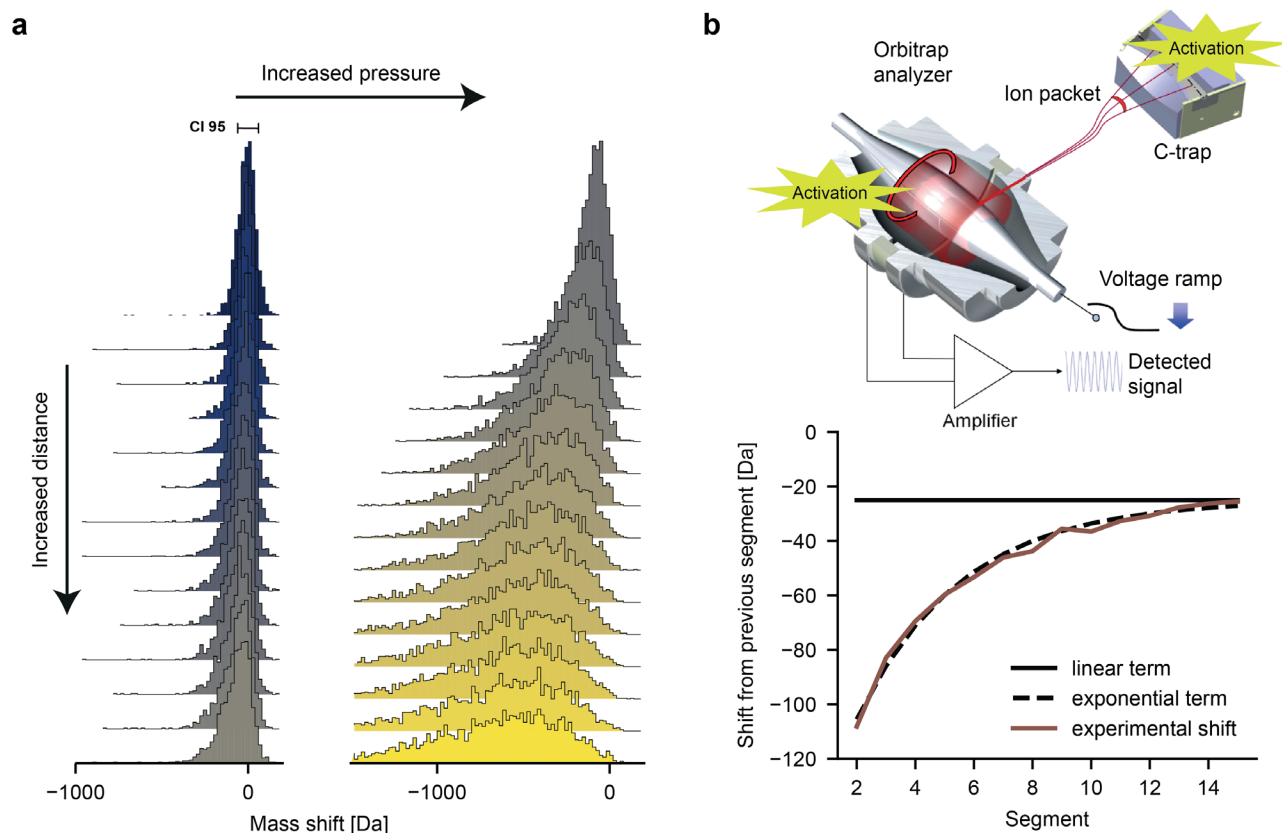 a
Increased pressure
CI 95
Increased distance
-1000
0
-1000
0
Mass shift [Da]
b
Orbitrap
analyzer
Activation
Ion packet
C-trap
Activation
Voltage ramp
Detected
signal
Amplifier
Shift from previous segment [Da]
0
−20
−40
−60
−80
−100
−120
linear term
exponential term
experimental shift
2
4
6
8
10
12
14
Segment